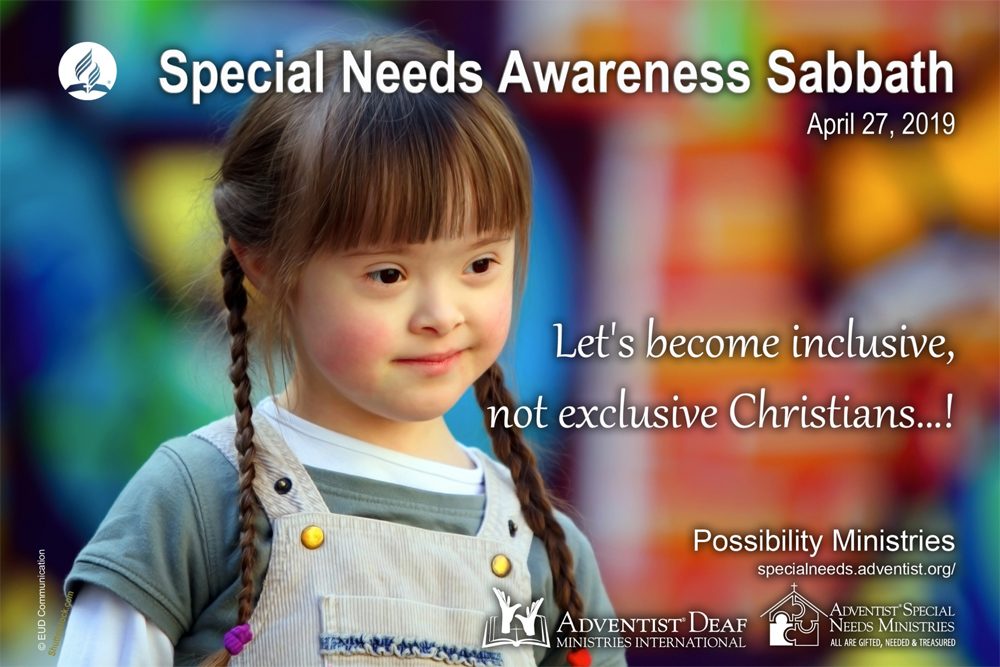 Special Needs Awareness Sabbath
April 27, 2019
Let's become inclusive,
not exclusive Christians...!
Possibility Ministries
specialneeds.adventist.org/
ADVENTIST® DEAF
MINISTRIES INTERNATIONAL
ADVENTIST® SPECIAL
NEEDS MINISTRIES
ALL ARE GIFTED, NEEDED & TREASURED
© EUD Communication